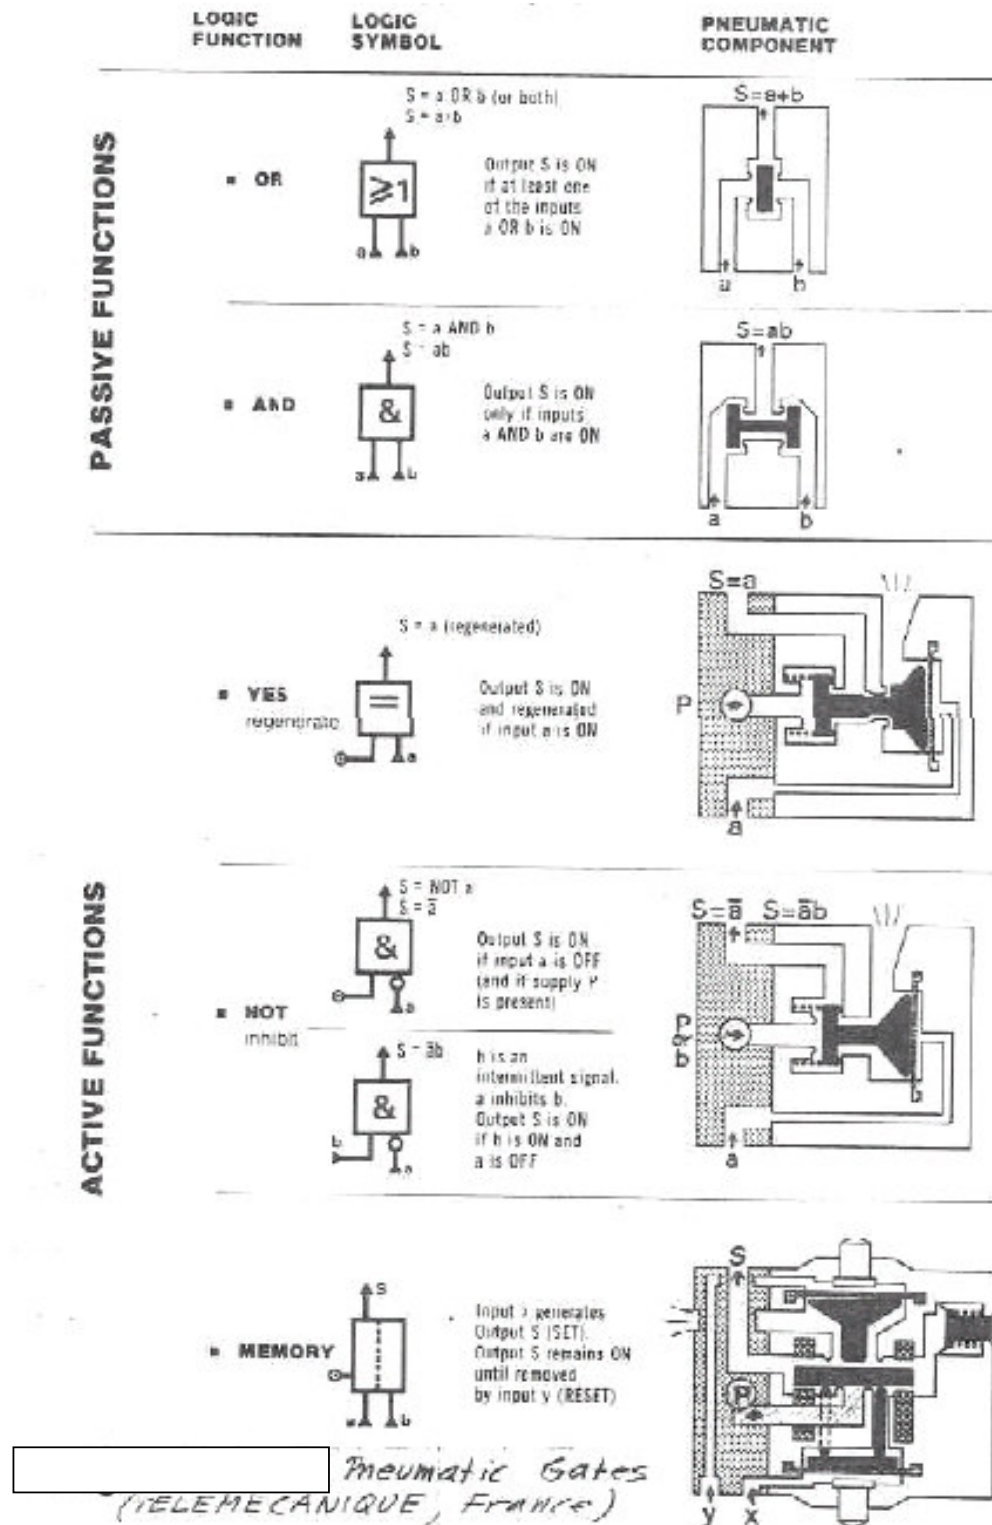 LOGIC FUNCTION
LOGIC SYMBOL
PNEUMATIC COMPONENT
PASSIVE FUNCTIONS
OR
S = a OR b (or both)
S = a+b
≥1
a b
Output S is ON
if at least one
of the inputs
a OR b is ON
S=a+b
a b
AND
S = a AND b
S = ab
&
a b
Output S is ON
only if inputs
a AND b are ON
S=ab
a b
ACTIVE FUNCTIONS
YES
regenerate
S = a (regenerated)
=
a
Output S is ON
and regenerated
if input a is ON
S=a
P
a
NOT
inhibit
S = NOT a
S = a̅
&
a
Output S is ON
if input a is OFF
(and if supply P
is present)
S = a̅b
&
b
a
b is an
intermittent signal.
a inhibits b.
Output S is ON
if b is ON and
a is OFF
S=a̅ S=a̅b
P
or
b
a
MEMORY
S
a b
Input x generates
Output S (SET).
Output S remains ON
until removed
by input y (RESET)
S
P
y x
Pneumatic Gates
(TELEMECANIQUE, France)